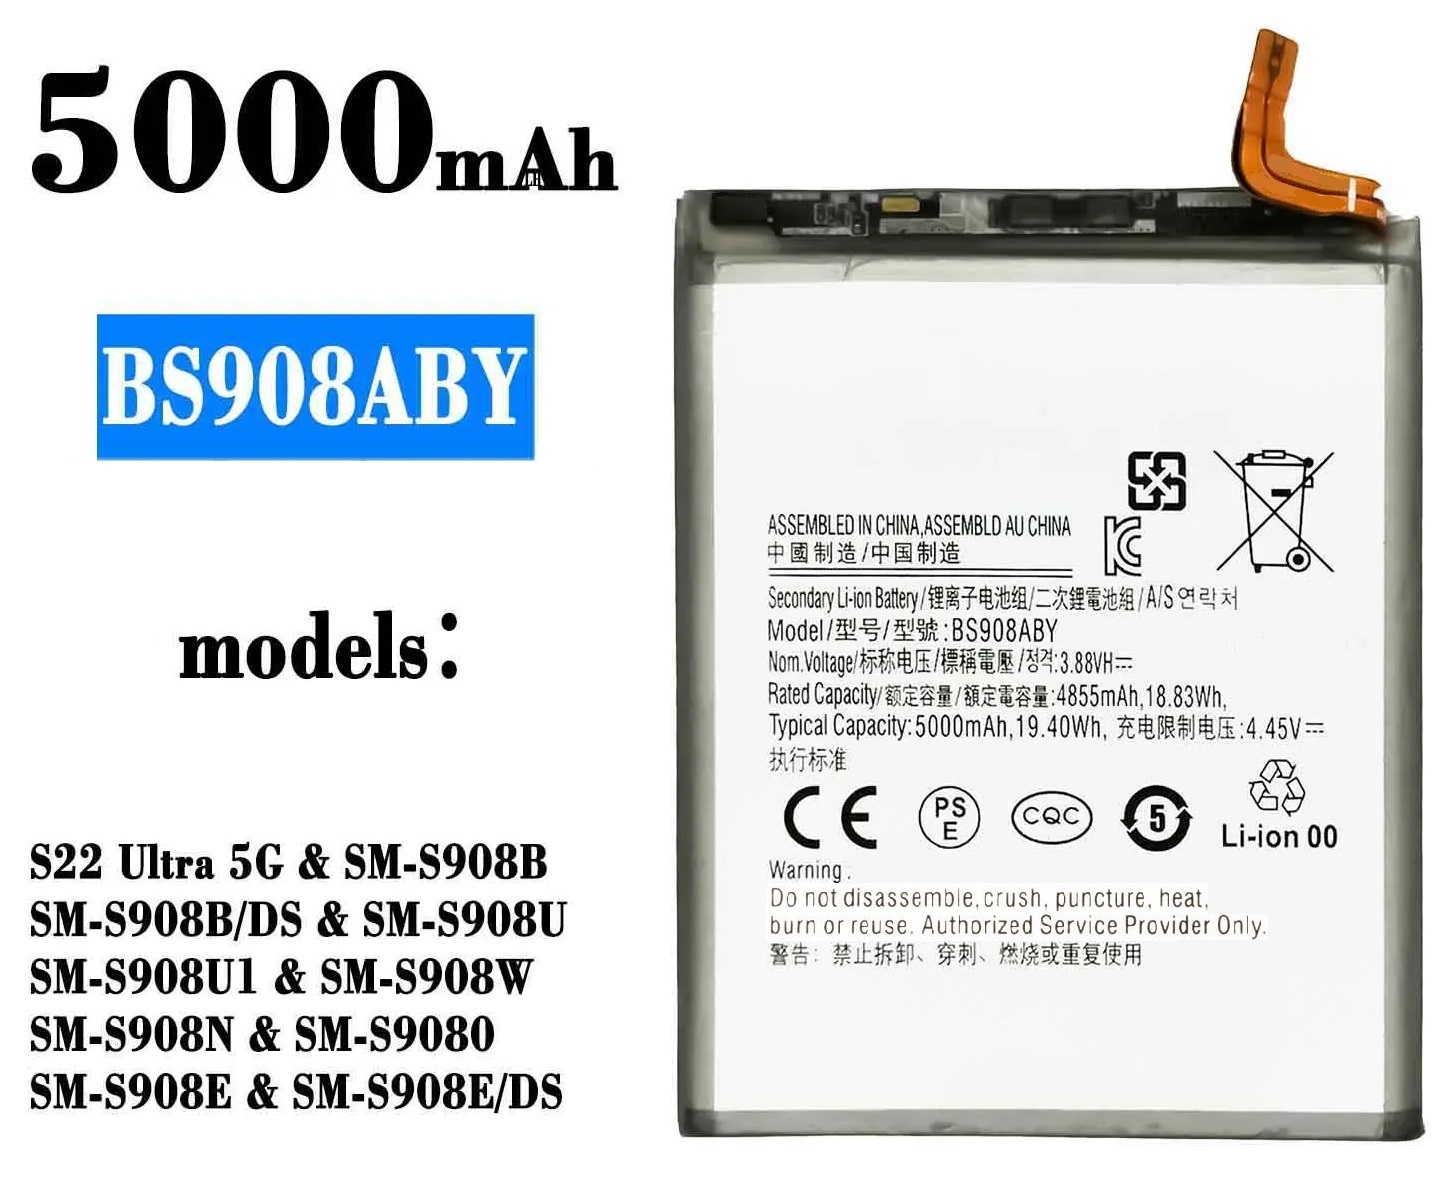 5000mAh
BS908ABY
models:
S22 Ultra 5G & SM-S908B
SM-S908B/DS & SM-S908U
SM-S908U1 & SM-S908W
SM-S908N & SM-S9080
SM-S908E & SM-S908E/DS
ASSEMBLED IN CHINA,ASSEMBLD AU CHINA
中國制造/中国制造
Secondary Li-ion Battery/锂离子电池组/二次鋰電池組/A/S 연락처
Model/型号/型號:BS908ABY
Nom.Voltage/标称电压/標稱電壓/정격:3.88VH⎓
Rated Capacity/额定容量/額定電容量:4855mAh,18.83Wh,
Typical Capacity:5000mAh,19.40Wh, 充电限制电压:4.45V⎓
执行标准
CE PS E CQC 5 Li-ion 00
Warning:
Do not disassemble,crush, puncture, heat,
burn or reuse. Authorized Service Provider Only.
警告: 禁止拆卸、穿刺、燃烧或重复使用